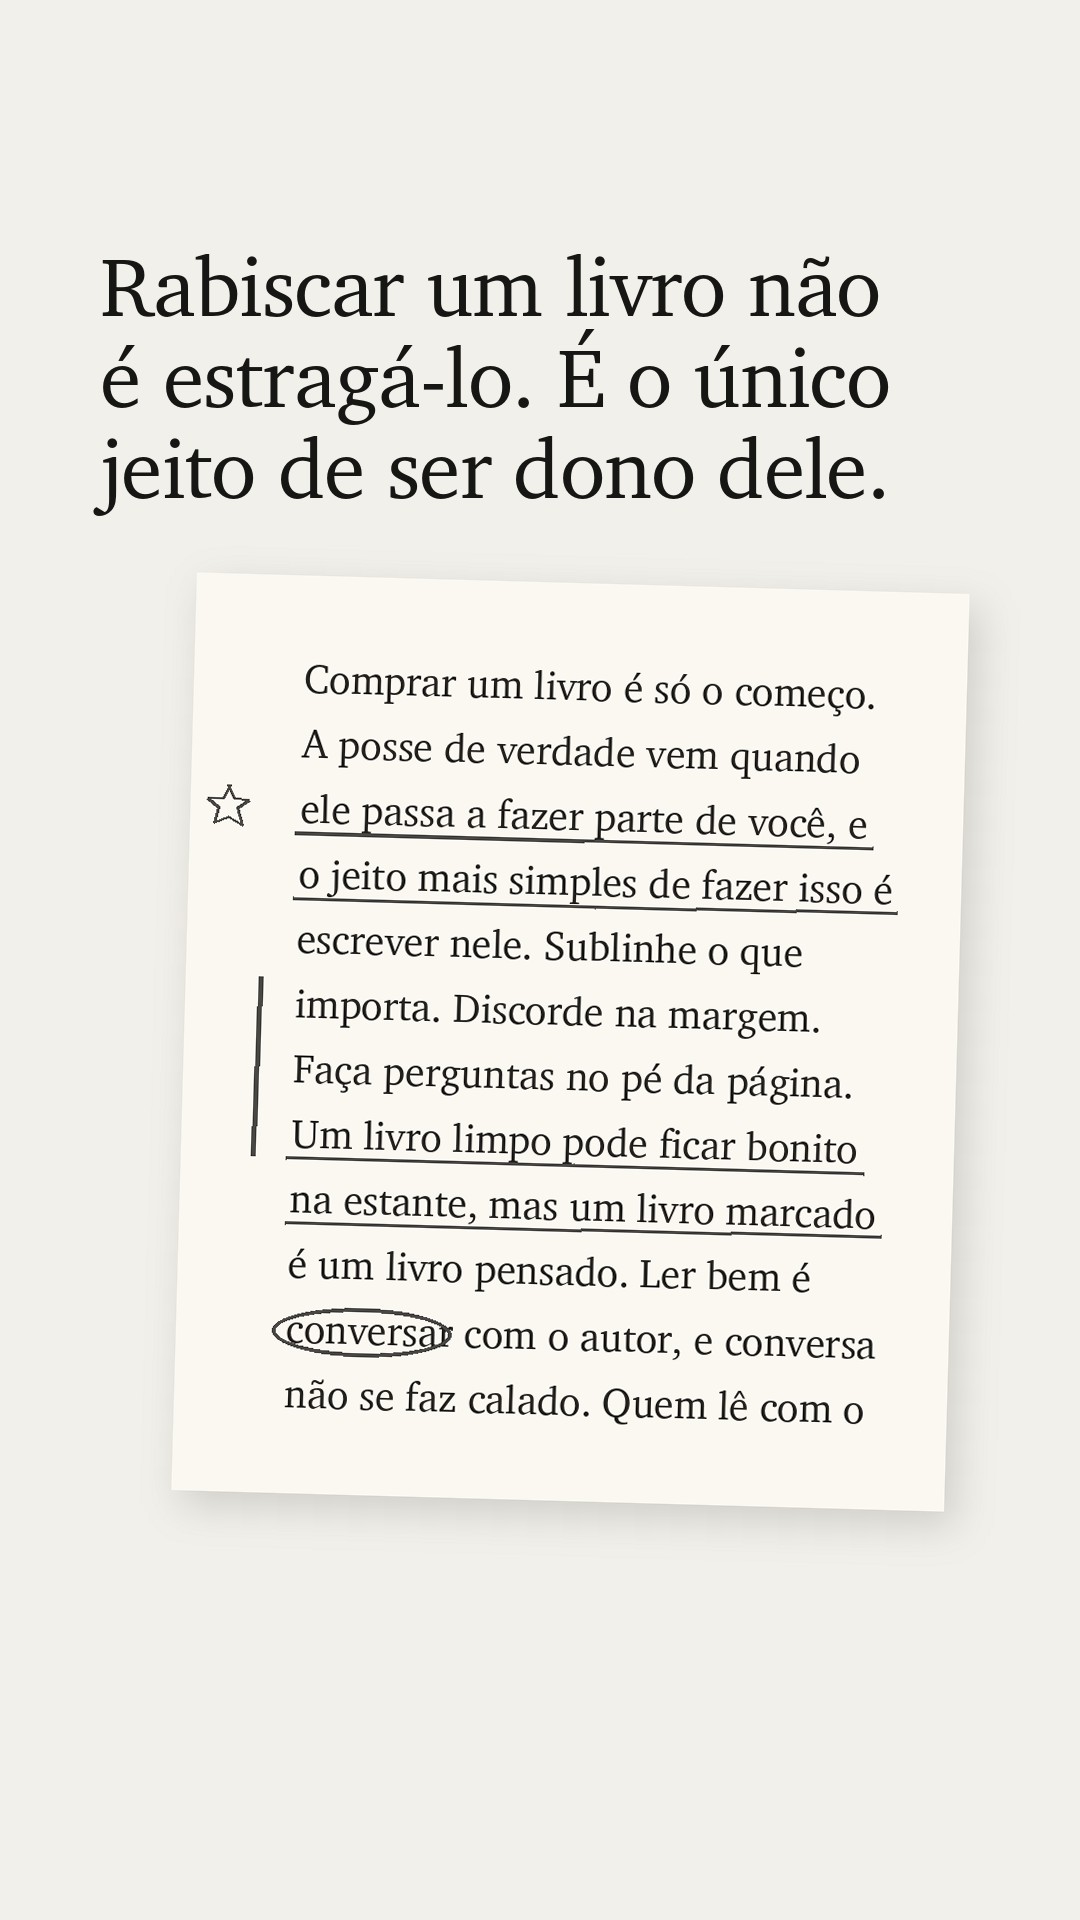 Rabiscar um livro não
é estragá-lo. É o único
jeito de ser dono dele.
Comprar um livro é só o começo.
A posse de verdade vem quando
ele passa a fazer parte de você, e
o jeito mais simples de fazer isso é
escrever nele. Sublinhe o que
importa. Discorde na margem.
Faça perguntas no pé da página.
Um livro limpo pode ficar bonito
na estante, mas um livro marcado
é um livro pensado. Ler bem é
conversar com o autor, e conversa
não se faz calado. Quem lê com o